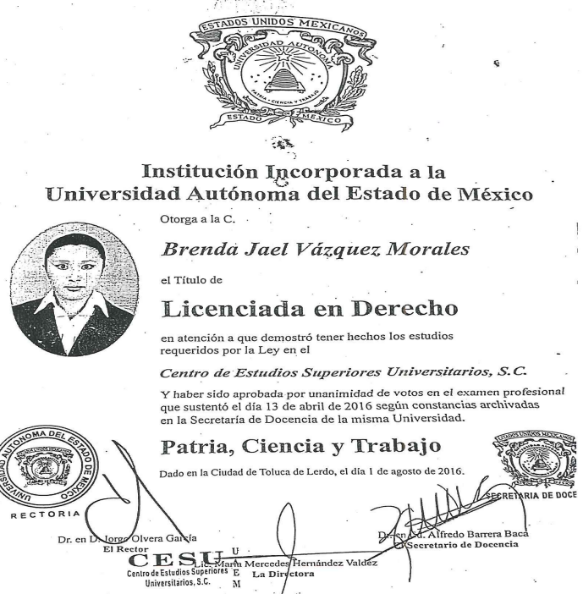 ESTADOS UNIDOS MEXICANOS
UNIVERSIDAD AUTONOMA
PATRIA · CIENCIA Y TRABAJO
ESTADO MEXICO
Institución Incorporada a la
Universidad Autónoma del Estado de México
Otorga a la C.
Brenda Jael Vázquez Morales
el Título de
Licenciada en Derecho
en atención a que demostró tener hechos los estudios
requeridos por la Ley en el
Centro de Estudios Superiores Universitarios, S.C.
Y haber sido aprobada por unanimidad de votos en el examen profesional
que sustentó el día 13 de abril de 2016 según constancias archivadas
en la Secretaría de Docencia de la misma Universidad.
Patria, Ciencia y Trabajo
Dado en la Ciudad de Toluca de Lerdo, el día 1 de agosto de 2016.
UNIVERSIDAD AUTONOMA DEL ESTADO DE MEXICO
RECTORIA
SECRETARIA DE DOCE
Dr. en D. Jorge Olvera García
El Rector
Dr. en Ed. Alfredo Barrera Baca
El Secretario de Docencia
CESU
UEM
Centro de Estudios Superiores
Universitarios, S.C.
Lic. María Mercedes Hernández Valdez
La Directora